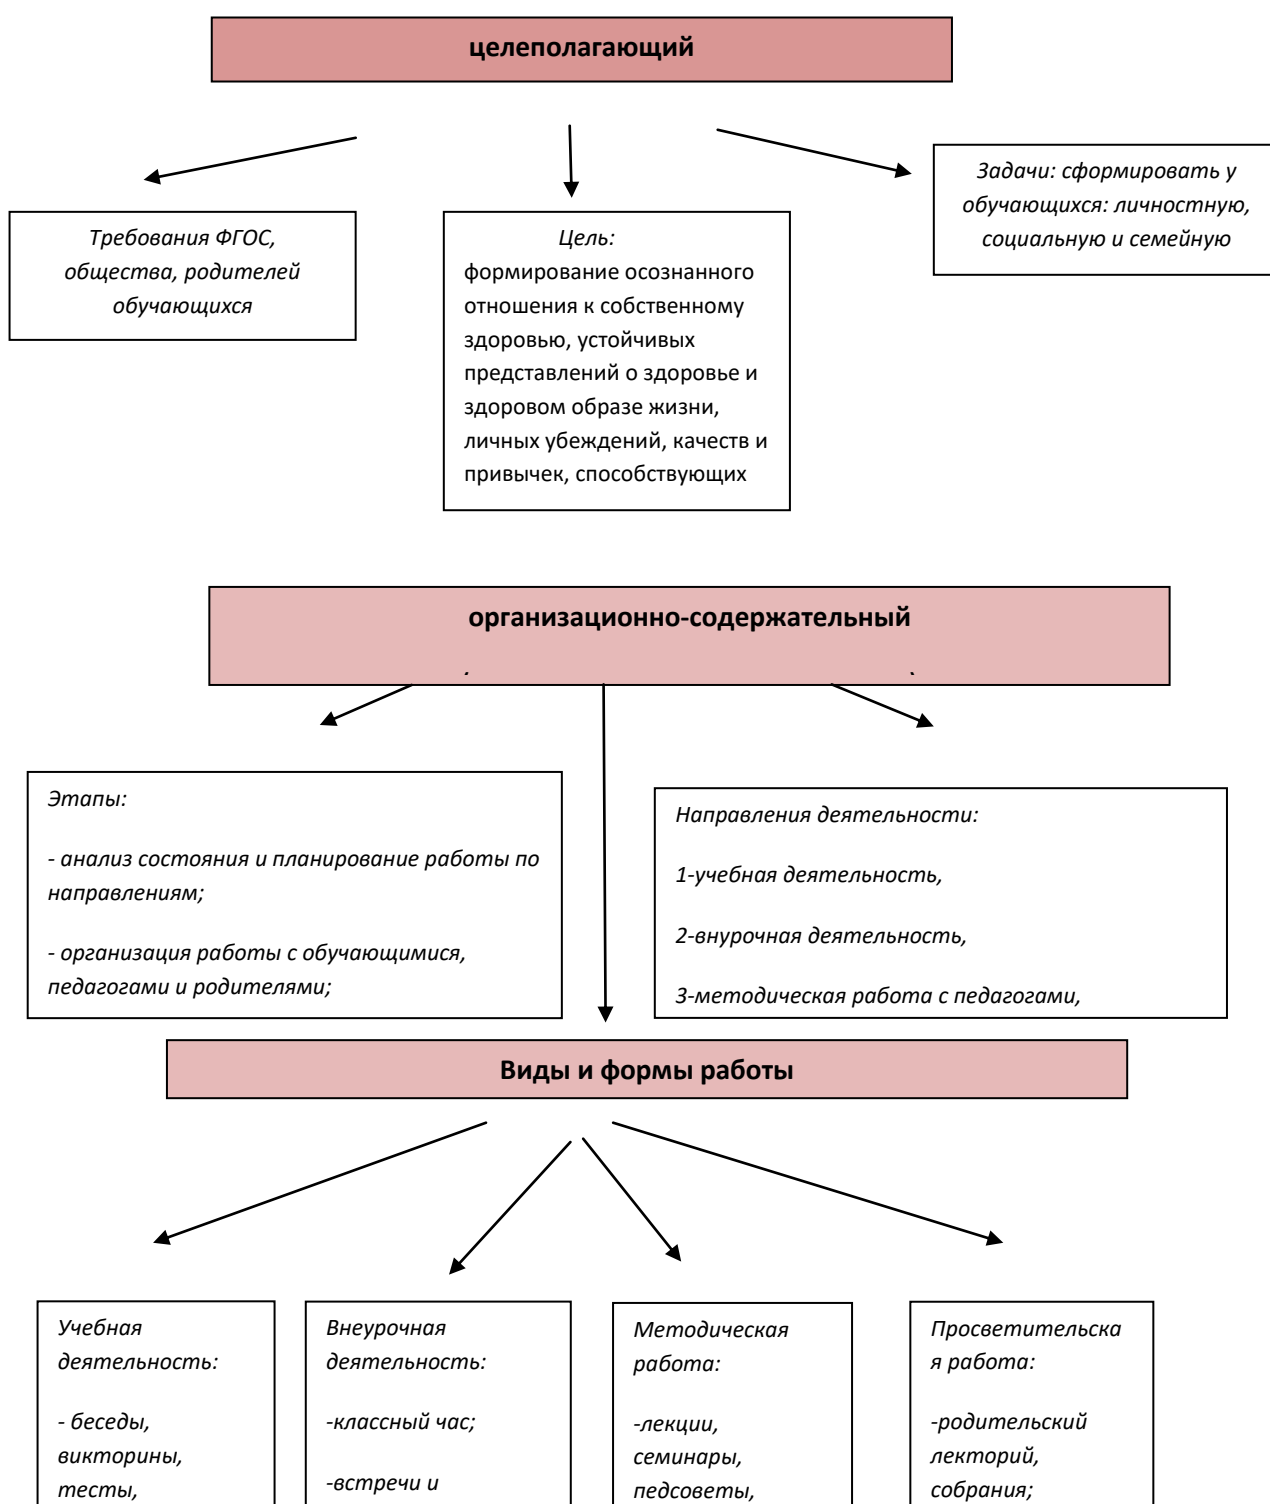 целеполагающий
Требования ФГОС,
общества, родителей
обучающихся
Цель:
формирование осознанного
отношения к собственному
здоровью, устойчивых
представлений о здоровье и
здоровом образе жизни,
личных убеждений, качеств и
привычек, способствующих
Задачи: сформировать у
обучающихся: личностную,
социальную и семейную
организационно-содержательный
Этапы:
- анализ состояния и планирование работы по
направлениям;
- организация работы с обучающимися,
педагогами и родителями;
Направления деятельности:
1-учебная деятельность,
2-внурочная деятельность,
3-методическая работа с педагогами,
Виды и формы работы
Учебная
деятельность:
- беседы,
викторины,
тесты,
Внеурочная
деятельность:
-классный час;
-встречи и
Методическая
работа:
-лекции,
семинары,
педсоветы,
Просветительска
я работа:
-родительский
лекторий,
собрания;